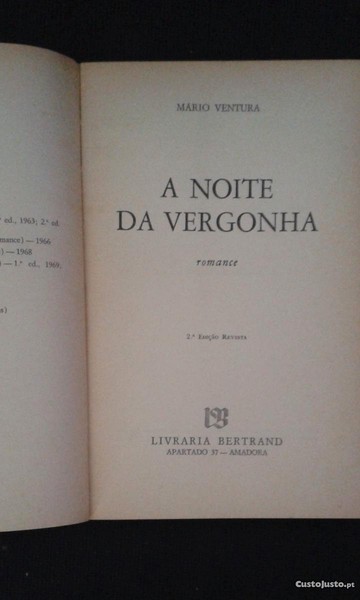 ed., 1963; 2.ª ed.
mance) — 1966
) — 1968
) — 1.ª ed., 1969;
s)
MÁRIO VENTURA
A NOITE
DA VERGONHA
romance
2.ª Edição Revista
LIVRARIA BERTRAND
APARTADO 37 — AMADORA
CustoJusto.pt